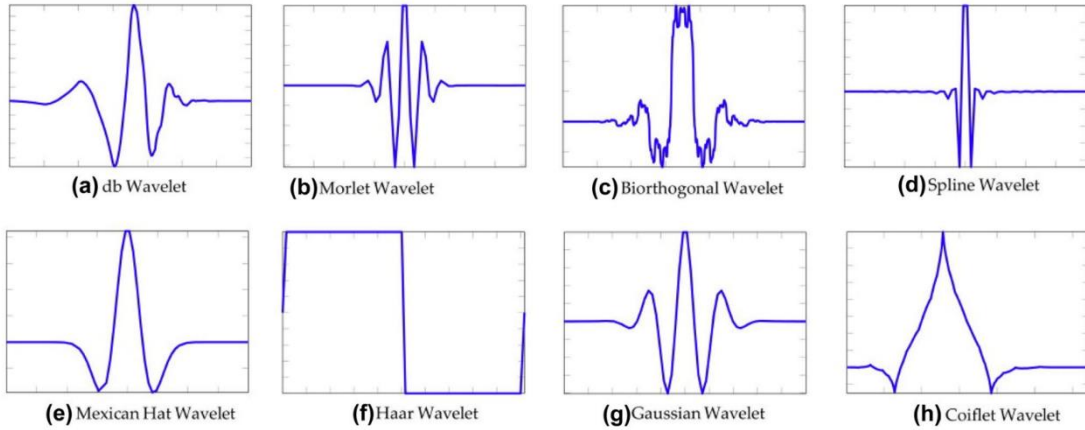 (a) db Wavelet
(b) Morlet Wavelet
(c) Biorthogonal Wavelet
(d) Spline Wavelet
(e) Mexican Hat Wavelet
(f) Haar Wavelet
(g) Gaussian Wavelet
(h) Coiflet Wavelet